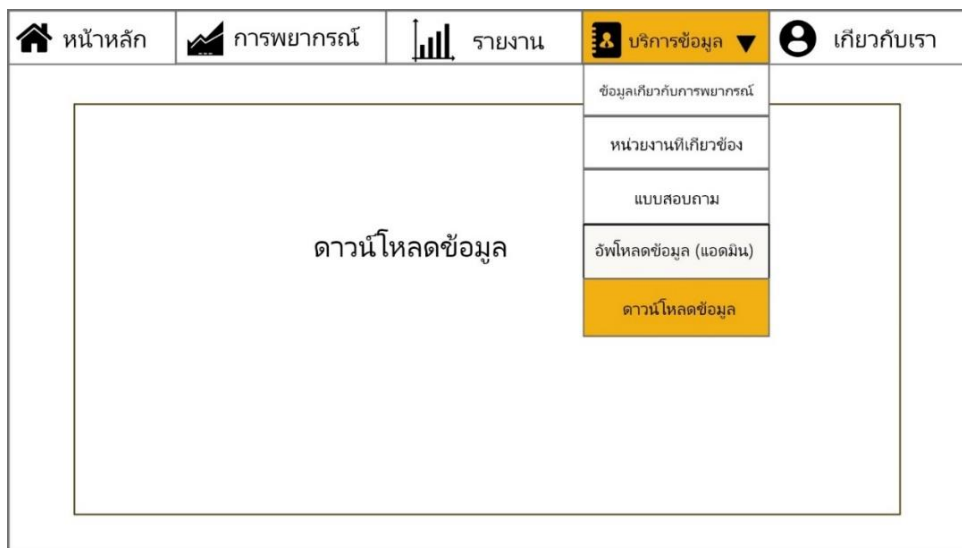 หน้าหลัก
การพยากรณ์
รายงาน
บริการข้อมูล
เกี่ยวกับเรา
ข้อมูลเกี่ยวกับการพยากรณ์
หน่วยงานที่เกี่ยวข้อง
แบบสอบถาม
อัพโหลดข้อมูล (แอดมิน)
ดาวน์โหลดข้อมูล
ดาวน์โหลดข้อมูล